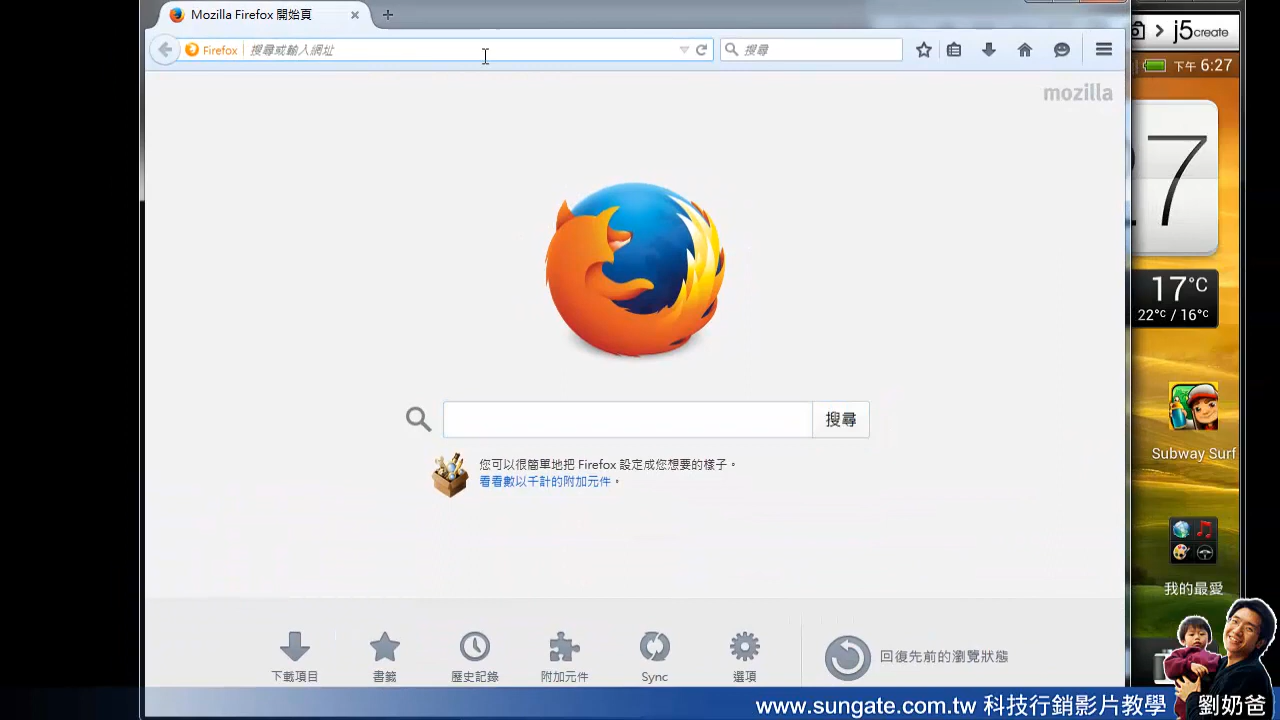 Mozilla Firefox 開始頁
Firefox
搜尋或輸入網址
搜尋
j5create
下午 6:27
mozilla
7
17°C
22°C / 16°C
搜尋
您可以很簡單地把 Firefox 設定成您想要的樣子。
看看數以千計的附加元件。
Subway Surf
我的最愛
下載項目
書籤
歷史記錄
附加元件
Sync
選項
回復先前的瀏覽狀態
www.sungate.com.tw 科技行銷影片教學
劉奶爸